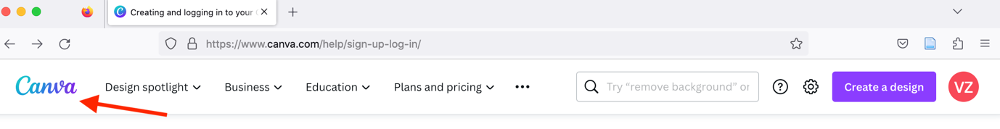 Creating and logging in to your
https://www.canva.com/help/sign-up-log-in/
Canva Design spotlight Business Education Plans and pricing Try “remove background” or Create a design VZ